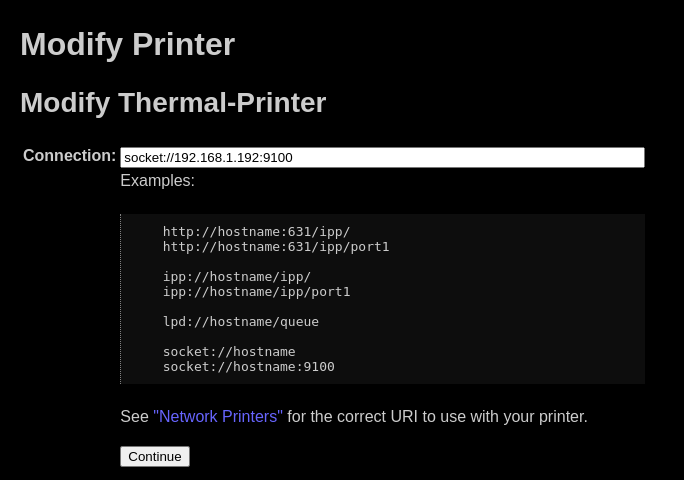 Modify Printer
Modify Thermal-Printer
Connection: socket://192.168.1.192:9100
Examples:
http://hostname:631/ipp/
http://hostname:631/ipp/port1
ipp://hostname/ipp/
ipp://hostname/ipp/port1
lpd://hostname/queue
socket://hostname
socket://hostname:9100
See "Network Printers" for the correct URI to use with your printer.
Continue